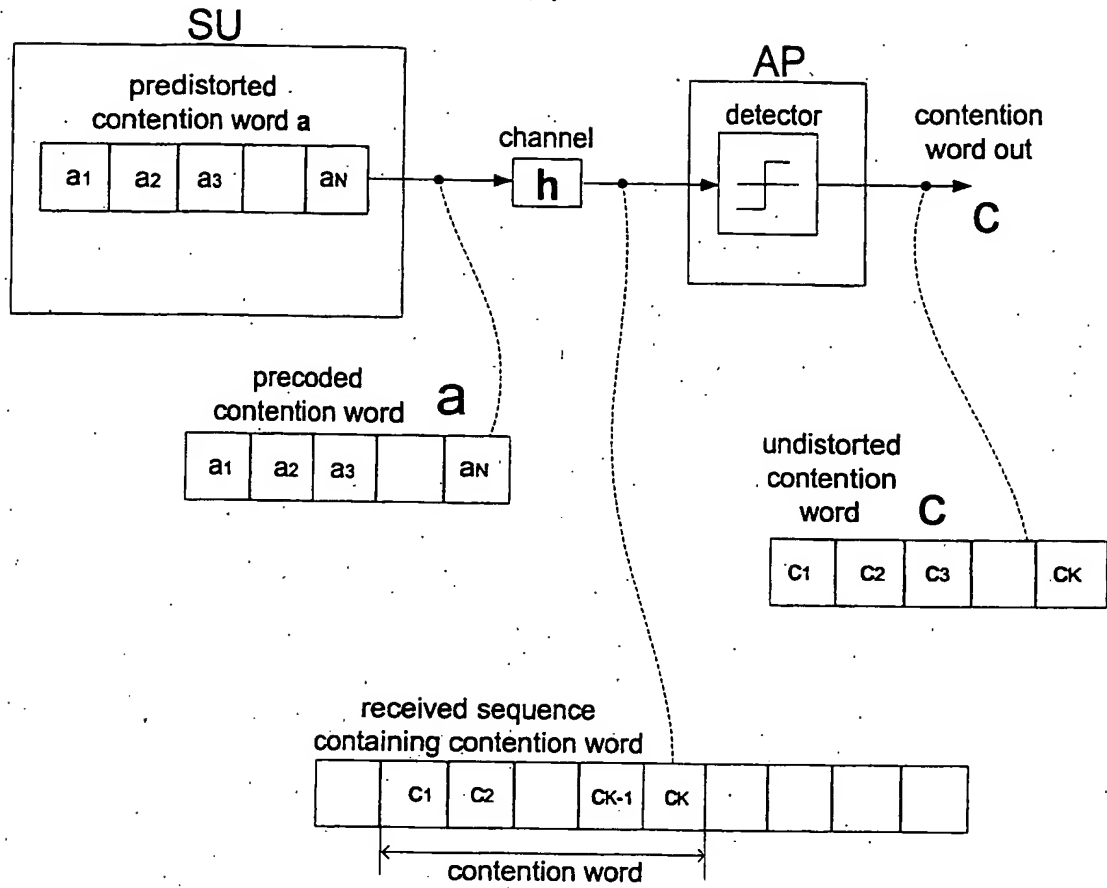 SU
predistorted
contention word a
a1 a2 a3 aN
channel
h
AP
detector
contention
word out
C
precoded
contention word a
a1 a2 a3 aN
undistorted
contention
word C
C1 C2 C3 CK
received sequence
containing contention word
C1 C2 CK-1 CK
contention word